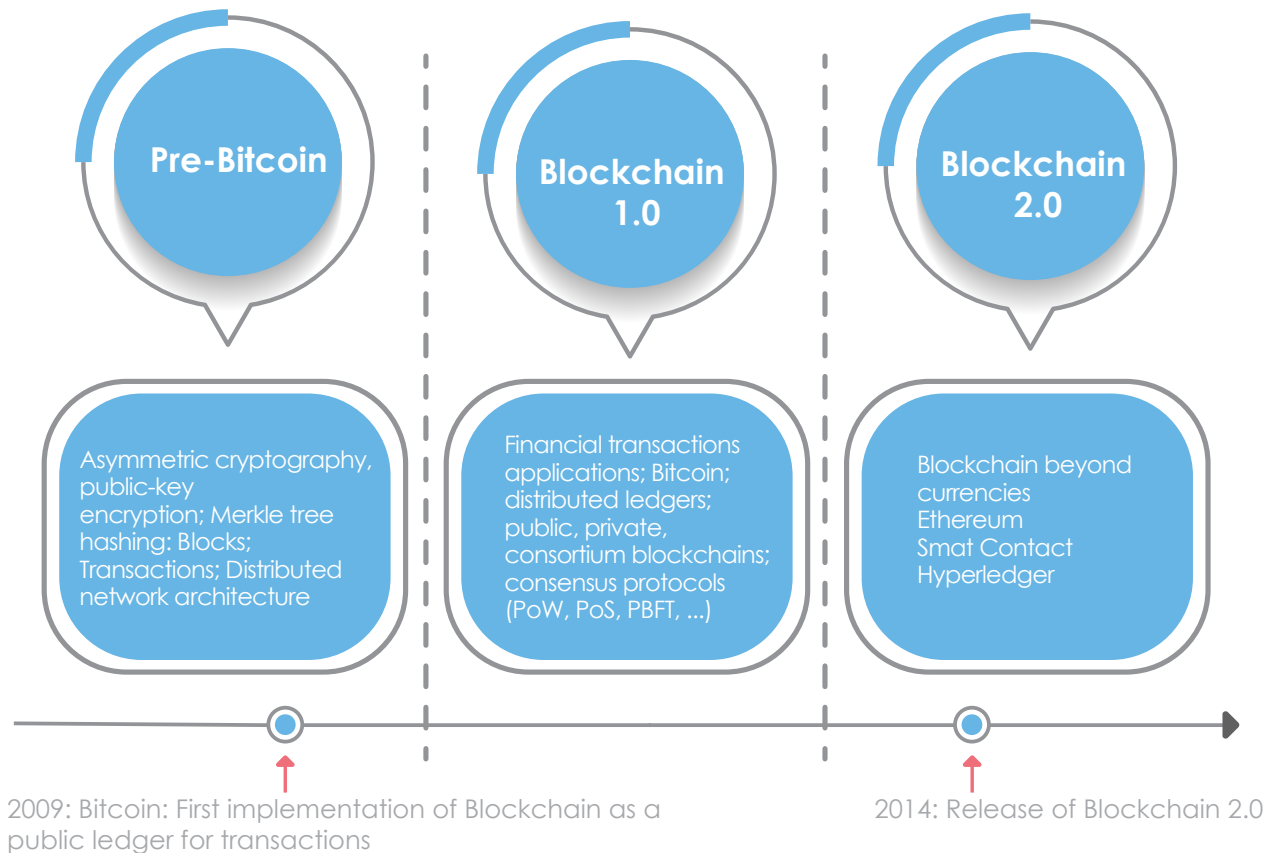 Pre-Bitcoin
Blockchain
1.0
Blockchain
2.0
Asymmetric cryptography,
public-key
encryption; Merkle tree
hashing: Blocks;
Transactions; Distributed
network architecture
Financial transactions
applications; Bitcoin;
distributed ledgers;
public, private,
consortium blockchains;
consensus protocols
(PoW, PoS, PBFT, ...)
Blockchain beyond
currencies
Ethereum
Smat Contact
Hyperledger
2009: Bitcoin: First implementation of Blockchain as a
public ledger for transactions
2014: Release of Blockchain 2.0